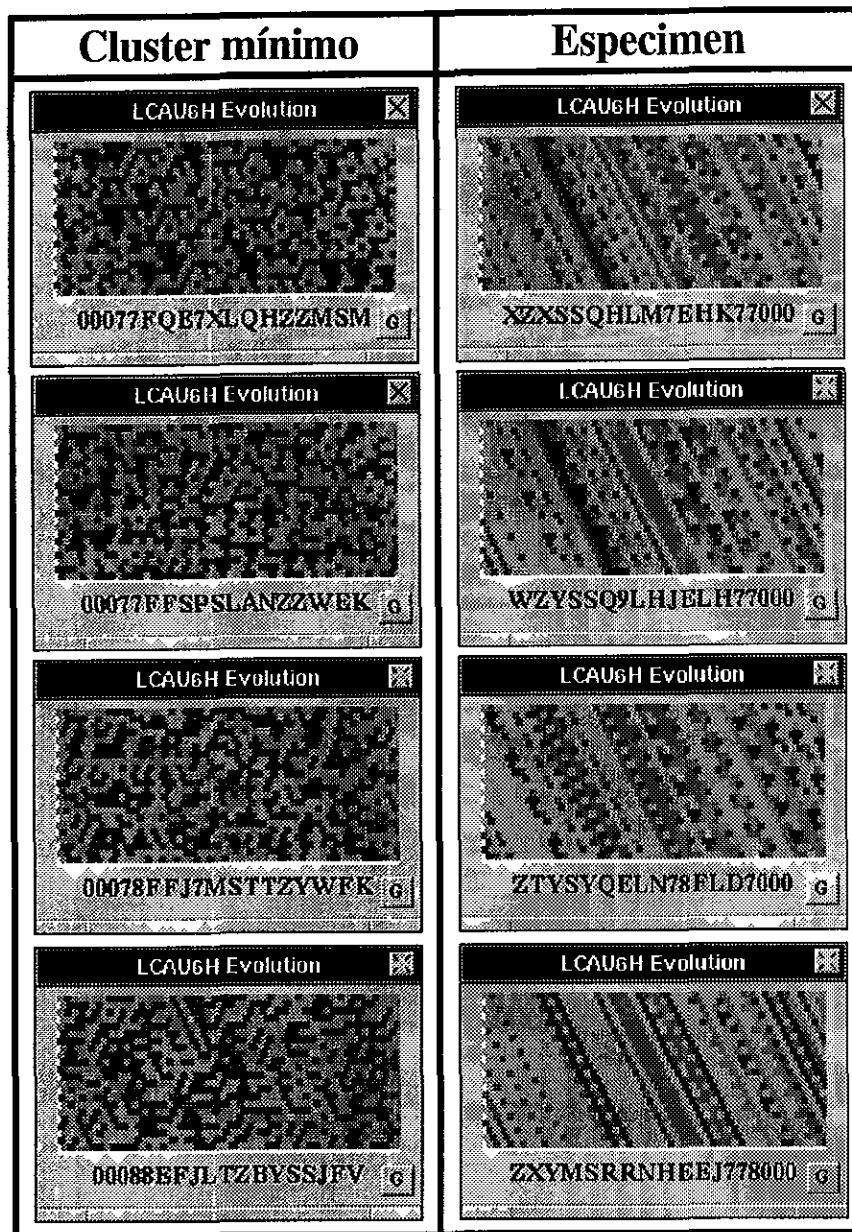 Cluster mínimo
Especimen
LCAU6H Evolution
LCAU6H Evolution
00077FQE7XLQHZZMSM G
XZXSSQHLM7EHK77000 G
LCAU6H Evolution
LCAU6H Evolution
00077FFSPSLANZZWEK G
WZYSSQ9LHJELH77000 G
LCAU6H Evolution
LCAU6H Evolution
00078FFJ7MSTTZYWFK G
ZTYSYQELN78FLD7000 G
LCAU6H Evolution
LCAU6H Evolution
00088EFJLTZBYSSJFV G
ZXYMSRRNHEEJ778000 G